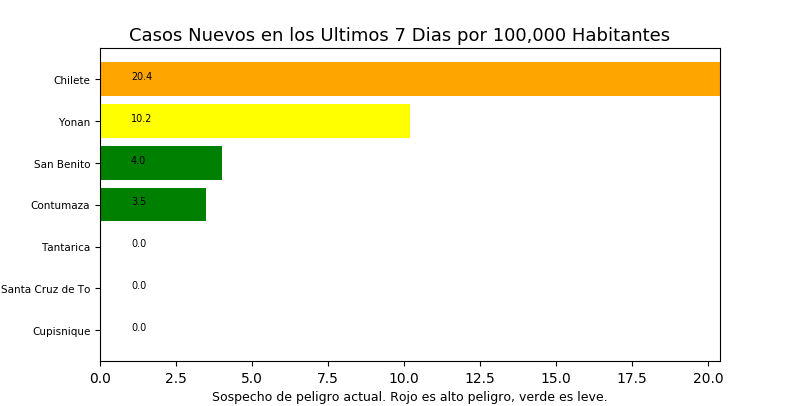 Casos Nuevos en los Ultimos 7 Dias por 100,000 Habitantes
Chilete 20.4
Yonan 10.2
San Benito 4.0
Contumaza 3.5
Tantarica 0.0
Santa Cruz de To 0.0
Cupisnique 0.0
0.0 2.5 5.0 7.5 10.0 12.5 15.0 17.5 20.0
Sospecho de peligro actual. Rojo es alto peligro, verde es leve.